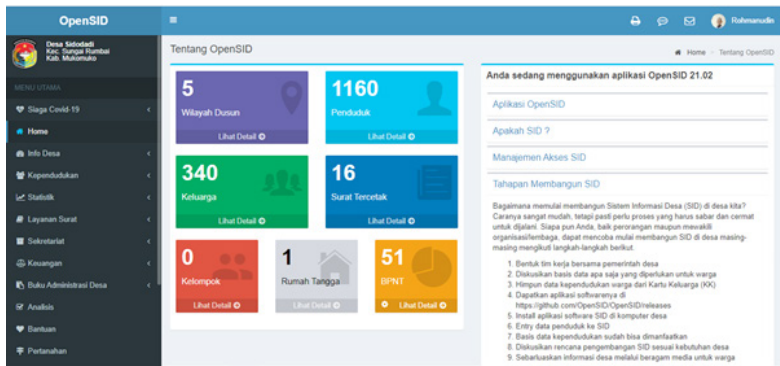 OpenSID
Rohmanudin
Desa Sidodadi
Kec. Sungai Rumbai
Kab. Mukomuko
MENU UTAMA
Siaga Covid-19
Home
Info Desa
Kependudukan
Statistik
Layanan Surat
Sekretariat
Keuangan
Buku Administrasi Desa
Analisis
Bantuan
Pertanahan
Tentang OpenSID
Home > Tentang OpenSID
5
Wilayah Dusun
Lihat Detail
1160
Penduduk
Lihat Detail
340
Keluarga
Lihat Detail
16
Surat Tercetak
Lihat Detail
0
Kelompok
Lihat Detail
1
Rumah Tangga
Lihat Detail
51
BPNT
Lihat Detail
Anda sedang menggunakan aplikasi OpenSID 21.02
Aplikasi OpenSID
Apakah SID ?
Manajemen Akses SID
Tahapan Membangun SID
Bagaimana memulai membangun Sistem Informasi Desa (SID) di desa kita?
Caranya sangat mudah, tetapi pasti perlu proses yang harus sabar dan cermat
untuk dijalani. Siapa pun Anda, baik perorangan maupun mewakili
organisasi/lembaga, dapat mencoba mulai membangun SID di desa masing-
masing mengikuti langkah-langkah berikut.
1. Bentuk tim kerja bersama pemerintah desa
2. Diskusikan basis data apa saja yang diperlukan untuk warga
3. Himpun data kependudukan warga dari Kartu Keluarga (KK)
4. Dapatkan aplikasi softwarenya di
https://github.com/OpenSID/OpenSID/releases
5. Install aplikasi software SID di komputer desa
6. Entry data penduduk ke SID
7. Basis data kependudukan sudah bisa dimanfaatkan
8. Diskusikan rencana pengembangan SID sesuai kebutuhan desa
9. Sebarluaskan informasi desa melalui beragam media untuk warga